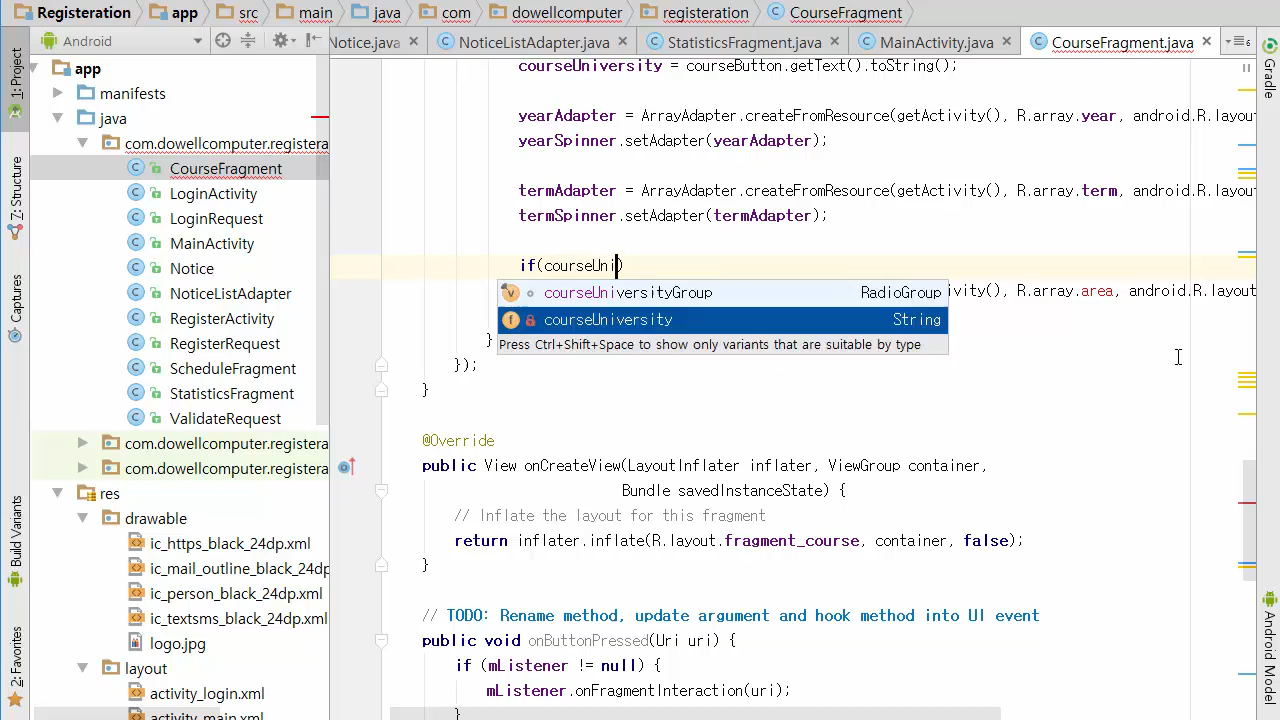 Registeration app src main java com dowellcomputer registeration CourseFragment
Android
Notice.java NoticeListAdapter.java StatisticsFragment.java MainActivity.java CourseFragment.java
1: Project
7: Structure
Captures
Build Variants
2: Favorites
app
manifests
java
com.dowellcomputer.registera
CourseFragment
LoginActivity
LoginRequest
MainActivity
Notice
NoticeListAdapter
RegisterActivity
RegisterRequest
ScheduleFragment
StatisticsFragment
ValidateRequest
com.dowellcomputer.registera
com.dowellcomputer.registera
res
drawable
ic_https_black_24dp.xml
ic_mail_outline_black_24dp
ic_person_black_24dp.xml
ic_textsms_black_24dp.xml
logo.jpg
layout
activity_login.xml
activity_main.xml
courseUniversity = courseButton.getText().toString();
yearAdapter = ArrayAdapter.createFromResource(getActivity(), R.array.year, android.R.layou
yearSpinner.setAdapter(yearAdapter);
termAdapter = ArrayAdapter.createFromResource(getActivity(), R.array.term, android.R.layou
termSpinner.setAdapter(termAdapter);
if(courseUni)
courseUniversityGroup RadioGroup
ivity(), R.array.area, android.R.layou
courseUniversity String
}
Press Ctrl+Shift+Space to show only variants that are suitable by type
});
}
@Override
public View onCreateView(LayoutInflater inflater, ViewGroup container,
Bundle savedInstanceState) {
// Inflate the layout for this fragment
return inflater.inflate(R.layout.fragment_course, container, false);
}
// TODO: Rename method, update argument and hook method into UI event
public void onButtonPressed(Uri uri) {
if (mListener != null) {
mListener.onFragmentInteraction(uri);
}
Gradle
Android Model